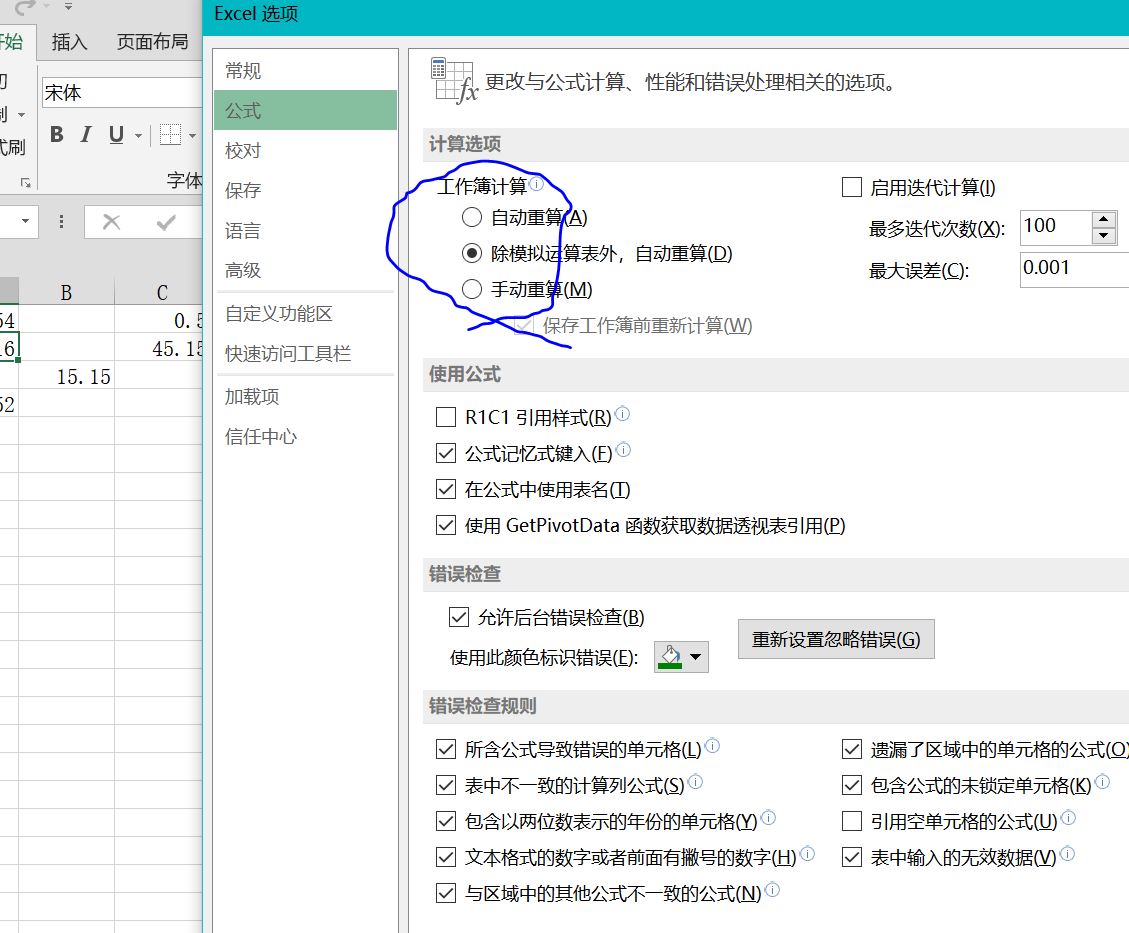 Excel 选项
开始 插入 页面布局
宋体
B I U
式刷
字体
B C
54 0.5
16 45.15
15.15
52
常规
公式
校对
保存
语言
高级
自定义功能区
快速访问工具栏
加载项
信任中心
fx 更改与公式计算、性能和错误处理相关的选项。
计算选项
工作簿计算
自动重算(A)
除模拟运算表外，自动重算(D)
手动重算(M)
保存工作簿前重新计算(W)
启用迭代计算(I)
最多迭代次数(X): 100
最大误差(C): 0.001
使用公式
R1C1 引用样式(R)
公式记忆式键入(F)
在公式中使用表名(T)
使用 GetPivotData 函数获取数据透视表引用(P)
错误检查
允许后台错误检查(B)
使用此颜色标识错误(E):
重新设置忽略错误(G)
错误检查规则
所含公式导致错误的单元格(L)
表中不一致的计算列公式(S)
包含以两位数表示的年份的单元格(Y)
文本格式的数字或者前面有撇号的数字(H)
与区域中的其他公式不一致的公式(N)
遗漏了区域中的单元格的公式(O)
包含公式的未锁定单元格(K)
引用空单元格的公式(U)
表中输入的无效数据(V)